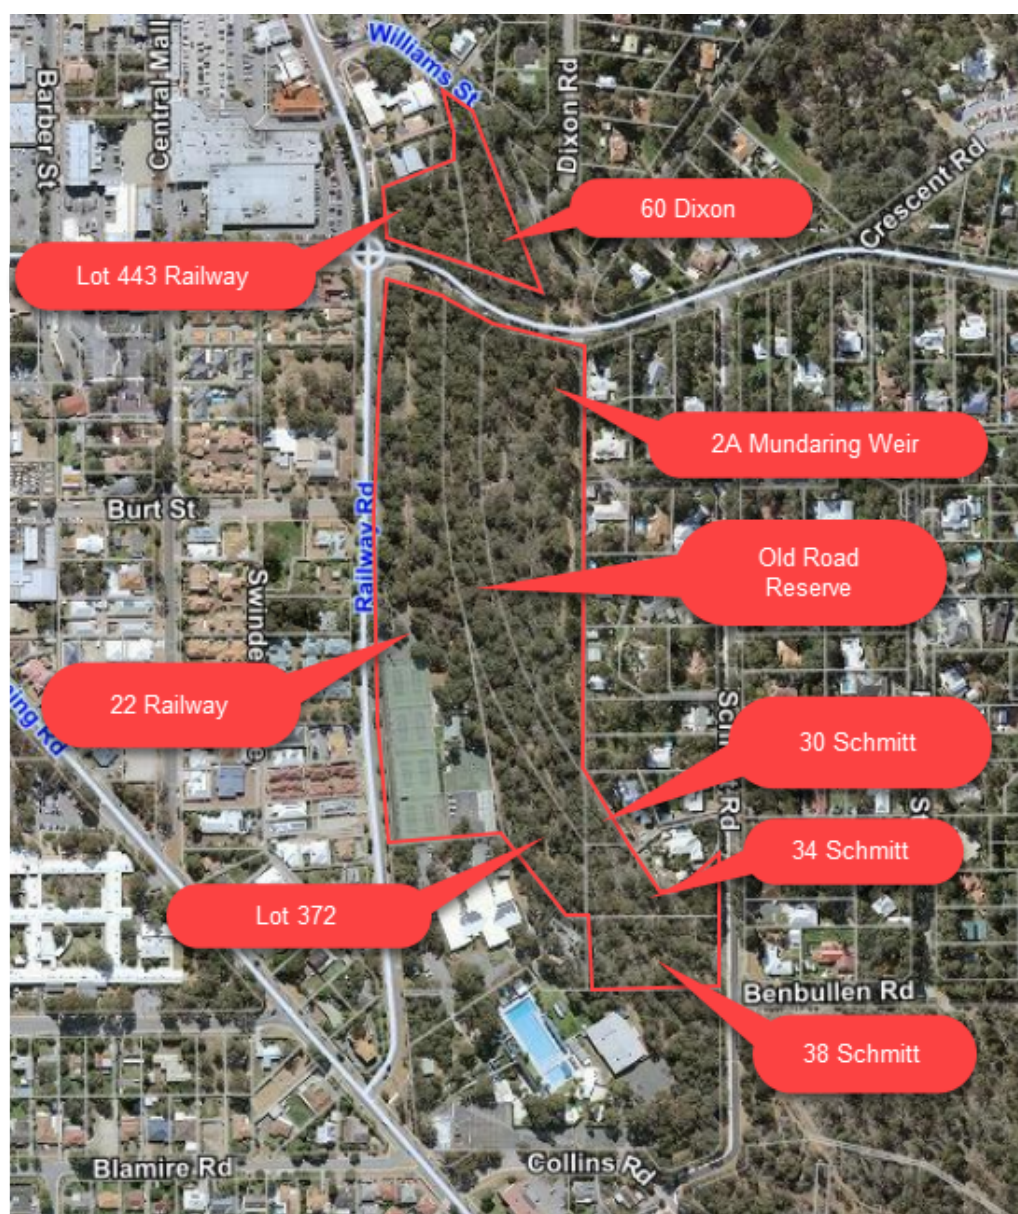 Williams St
Barber St
Central Mall
Dixon Rd
Crescent Rd
60 Dixon
Lot 443 Railway
2A Mundaring Weir
Burt St
Railway Rd
Old Road
Reserve
22 Railway
30 Schmitt
34 Schmitt
Lot 372
Benbullen Rd
38 Schmitt
Blamire Rd
Collins Rd